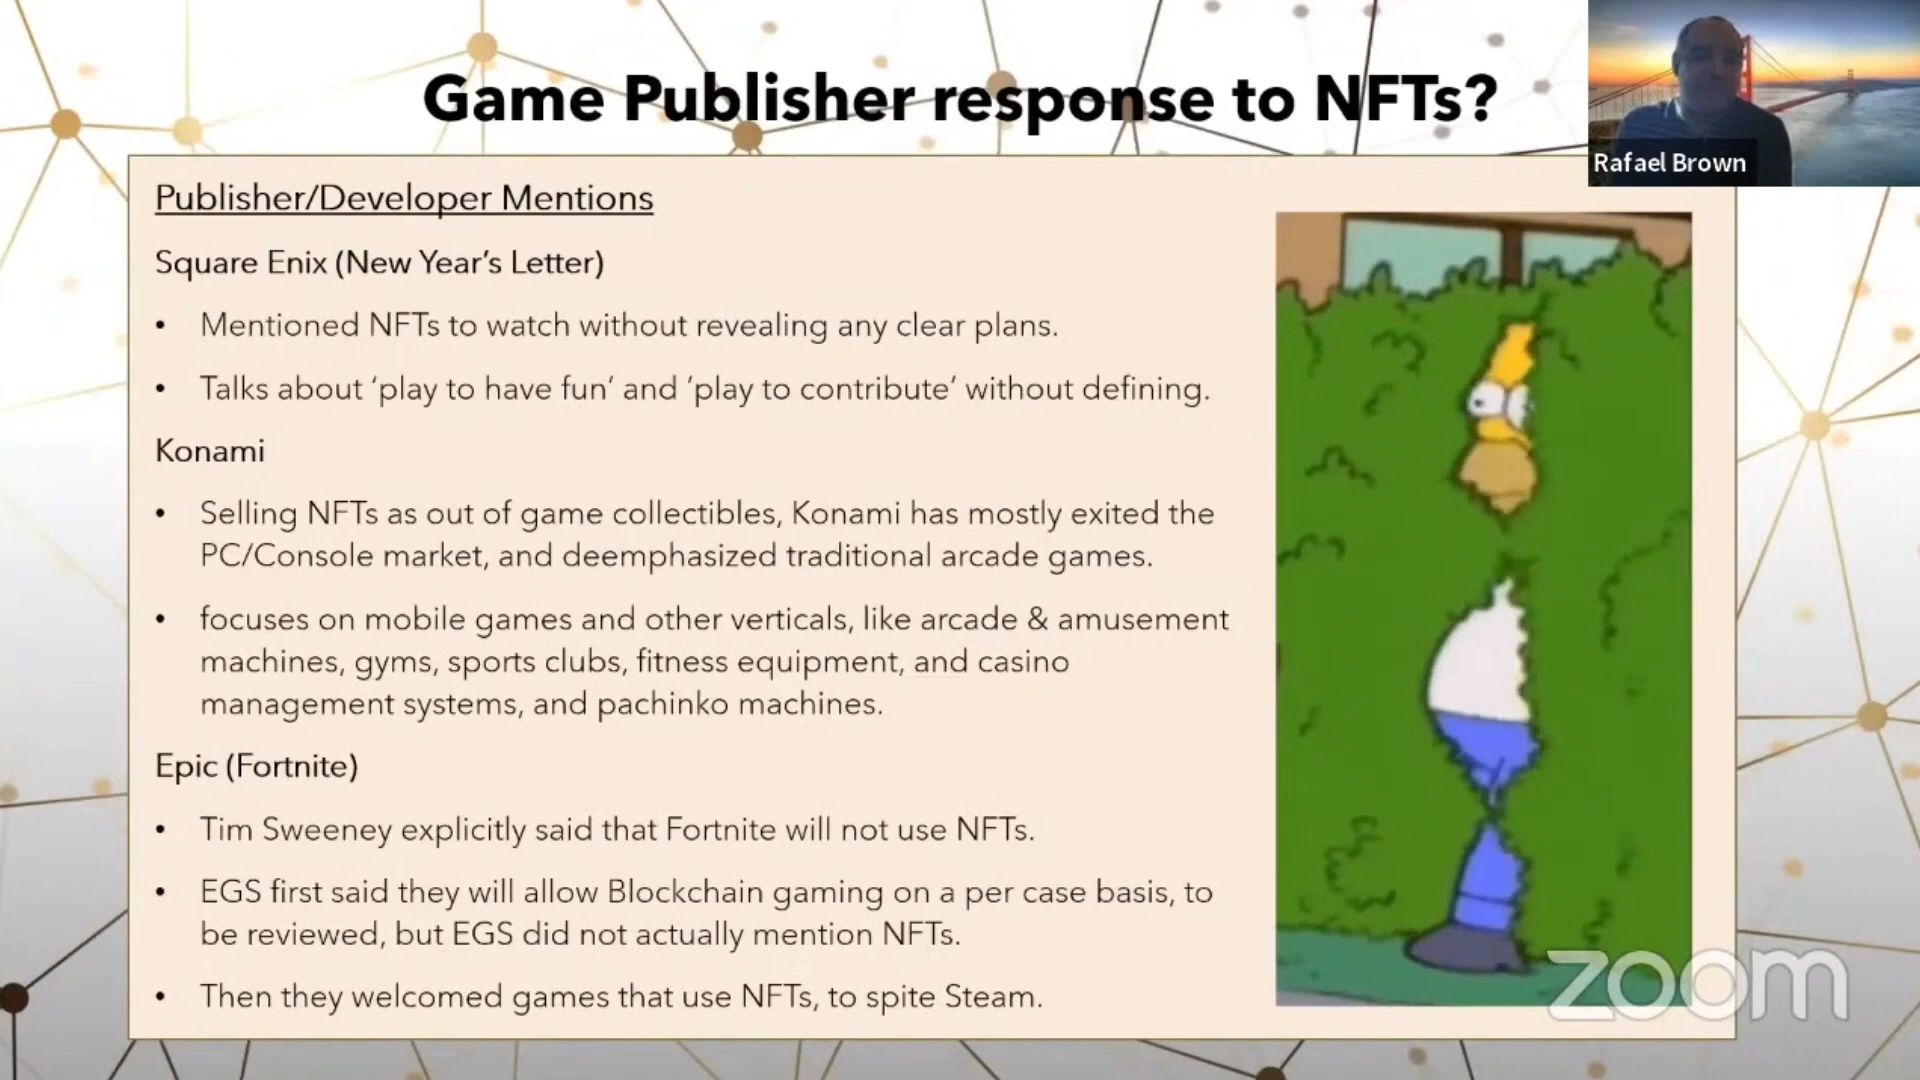 Game Publisher response to NFTs?
Rafael Brown
Publisher/Developer Mentions
Square Enix (New Year’s Letter)
• Mentioned NFTs to watch without revealing any clear plans.
• Talks about ‘play to have fun’ and ‘play to contribute’ without defining.
Konami
• Selling NFTs as out of game collectibles, Konami has mostly exited the
PC/Console market, and deemphasized traditional arcade games.
• focuses on mobile games and other verticals, like arcade & amusement
machines, gyms, sports clubs, fitness equipment, and casino
management systems, and pachinko machines.
Epic (Fortnite)
• Tim Sweeney explicitly said that Fortnite will not use NFTs.
• EGS first said they will allow Blockchain gaming on a per case basis, to
be reviewed, but EGS did not actually mention NFTs.
• Then they welcomed games that use NFTs, to spite Steam.
zoom